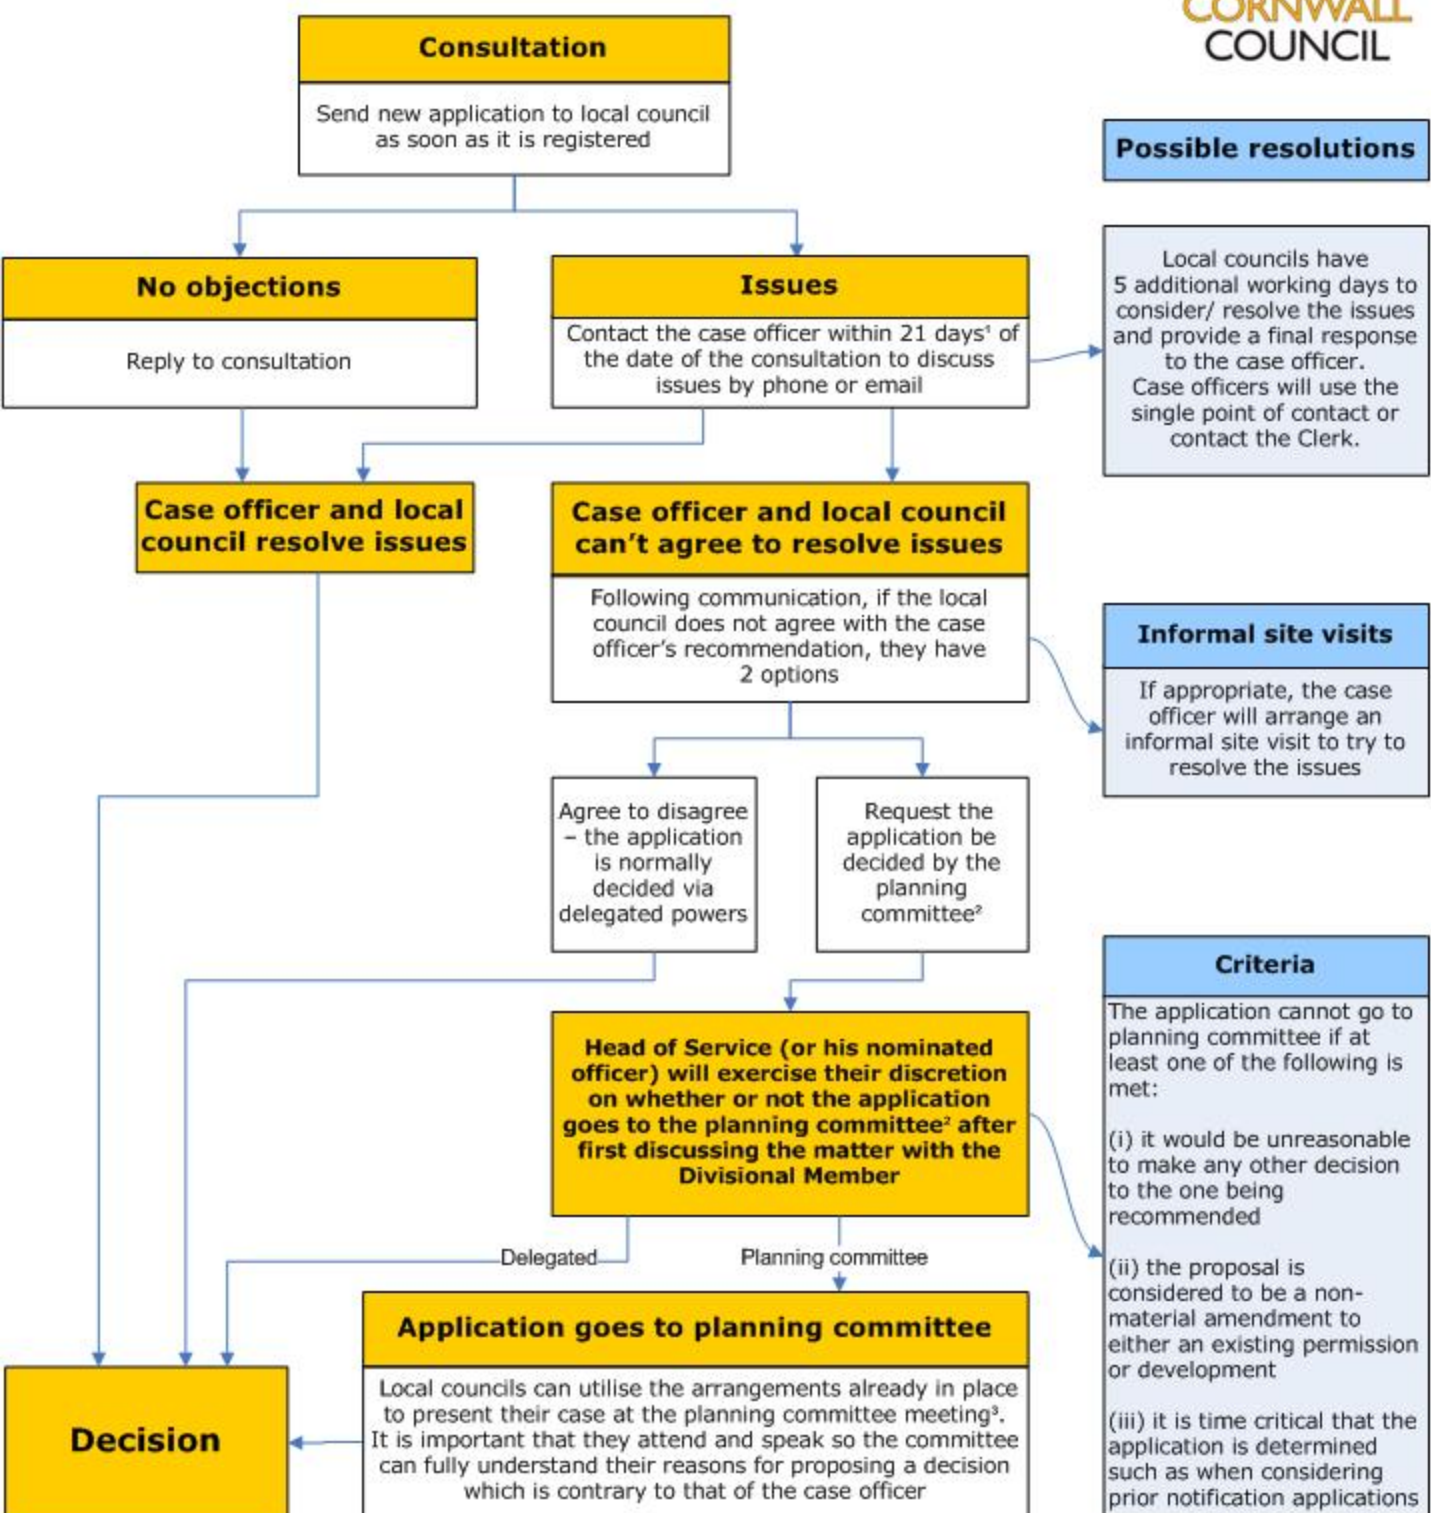 CORNWALL
COUNCIL
Consultation
Send new application to local council
as soon as it is registered
Possible resolutions
No objections
Reply to consultation
Issues
Contact the case officer within 21 days¹ of
the date of the consultation to discuss
issues by phone or email
Local councils have
5 additional working days to
consider/ resolve the issues
and provide a final response
to the case officer.
Case officers will use the
single point of contact or
contact the Clerk.
Case officer and local
council resolve issues
Case officer and local council
can't agree to resolve issues
Following communication, if the local
council does not agree with the case
officer's recommendation, they have
2 options
Informal site visits
If appropriate, the case
officer will arrange an
informal site visit to try to
resolve the issues
Agree to disagree
– the application
is normally
decided via
delegated powers
Request the
application be
decided by the
planning
committee²
Head of Service (or his nominated
officer) will exercise their discretion
on whether or not the application
goes to the planning committee² after
first discussing the matter with the
Divisional Member
Criteria
The application cannot go to
planning committee if at
least one of the following is
met:
(i) it would be unreasonable
to make any other decision
to the one being
recommended
(ii) the proposal is
considered to be a non-
material amendment to
either an existing permission
or development
(iii) it is time critical that the
application is determined
such as when considering
prior notification applications
Delegated
Planning committee
Application goes to planning committee
Local councils can utilise the arrangements already in place
to present their case at the planning committee meeting³.
It is important that they attend and speak so the committee
can fully understand their reasons for proposing a decision
which is contrary to that of the case officer
Decision